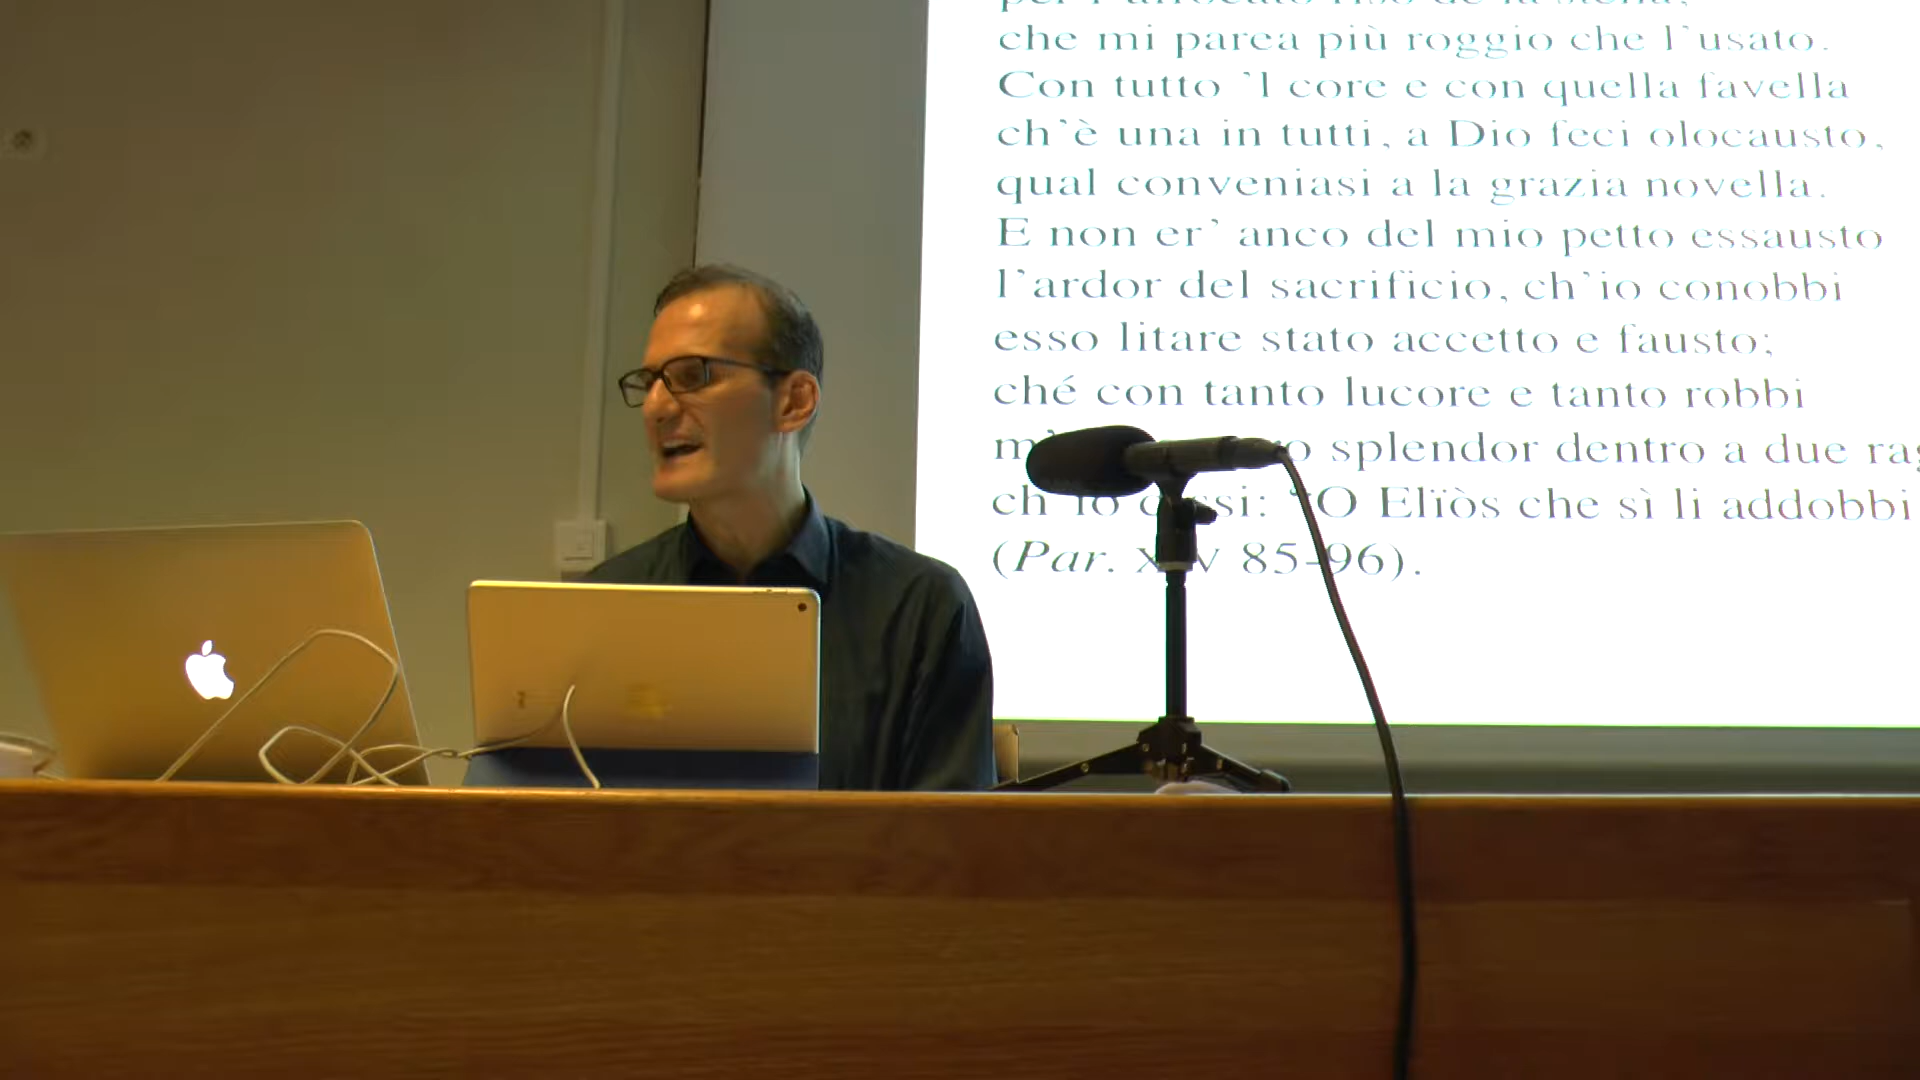 che mi parea più roggio che l'usato.
Con tutto 'l core e con quella favella
ch'è una in tutti, a Dio feci olocausto,
qual conveniasi a la grazia novella.
E non er' anco del mio petto essausto
l'ardor del sacrificio, ch'io conobbi
esso litare stato accetto e fausto;
ché con tanto lucore e tanto robbi
splendor dentro a due
O Elïòs che sì li addobbi
(Par. xiv 85-96).